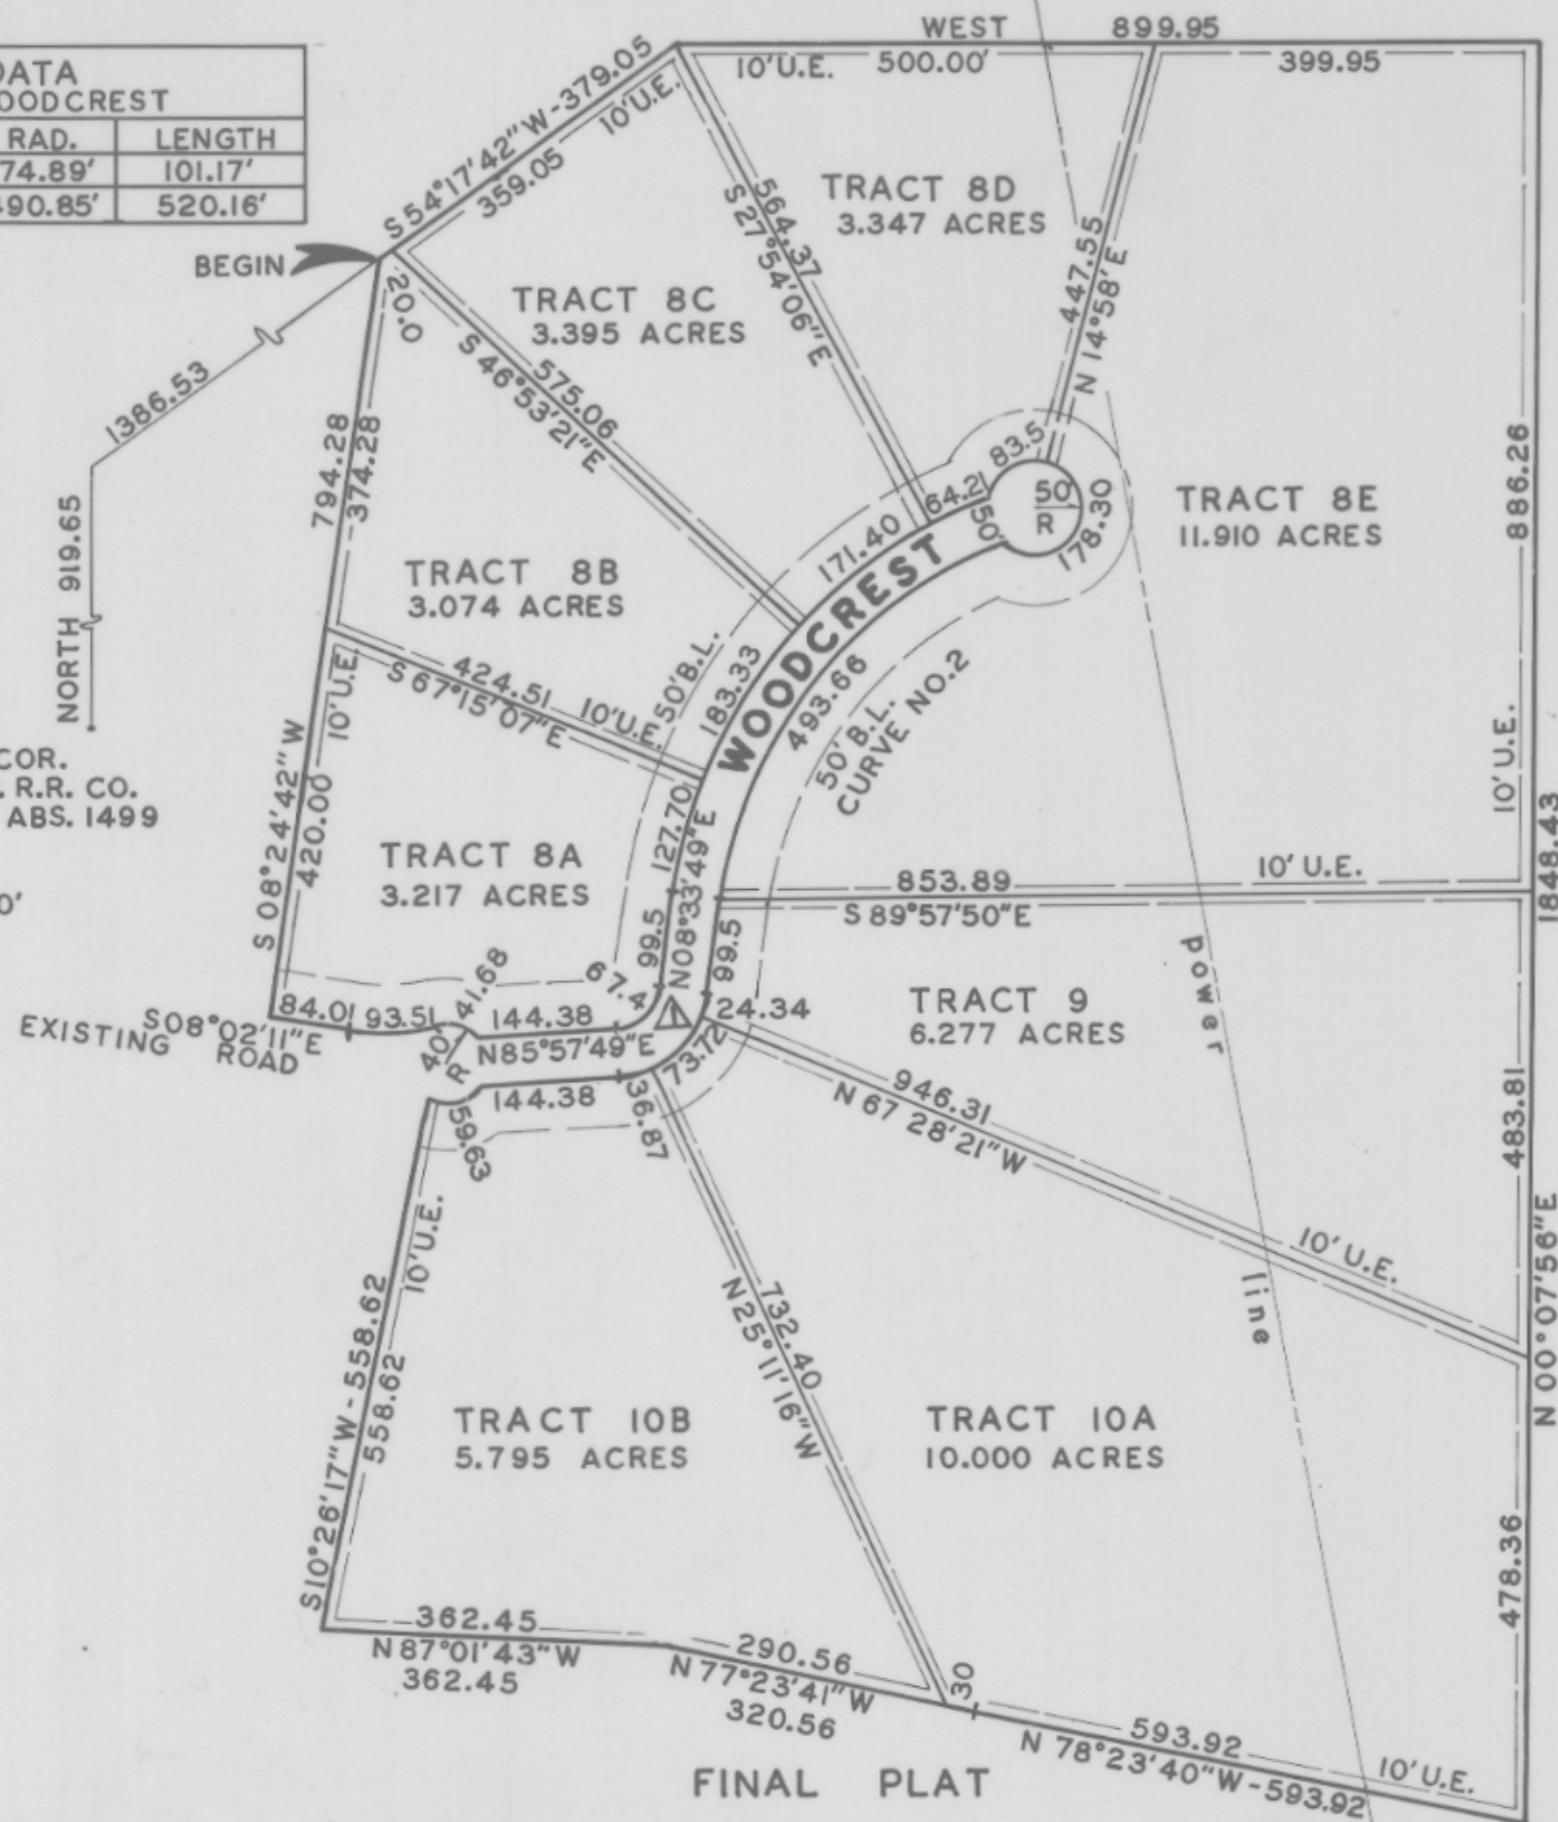 DATA
WOODCREST
RAD. LENGTH
74.89' 101.17'
490.85' 520.16'
WEST 899.95
10' U.E. 500.00' 399.95
S 54°17'42" W - 379.05
10' U.E.
359.05
BEGIN
20.0
1386.53
NORTH 919.65
TRACT 8D
3.347 ACRES
564.37
S 27°54'06" E
447.55
N 14°58' E
TRACT 8C
3.395 ACRES
575.06
S 46°53'21" E
794.28
374.28
83.5
64.21
50'
50'
R
178.30
TRACT 8E
11.910 ACRES
886.26
171.40
WOODCREST
TRACT 8B
3.074 ACRES
50' B.L.
183.33
493.66
50' B.L.
CURVE NO.2
424.51
S 67°15'07" E
10' U.E.
10' U.E.
10' U.E.
S 08°24'42" W
420.00
COR.
R.R. CO.
ABS. 1499
0'
TRACT 8A
3.217 ACRES
127.70
N08°33'49"E
99.5
99.5
853.89
S 89°57'50" E
10' U.E.
1848.43
84.01
93.51
41.68
144.38
67.4
1
24.34
S08°02'11"E
EXISTING ROAD
40'
R
N85°57'49"E
73.72
144.38
36.87
59.63
TRACT 9
6.277 ACRES
power
line
946.31
N 67 28'21" W
10' U.E.
483.81
N 00°07'56" E
10' U.E.
S10°26'17"W - 558.62
558.62
732.40
N25°11'16"W
TRACT 10B
5.795 ACRES
TRACT 10A
10.000 ACRES
478.36
362.45
N 87°01'43" W
362.45
290.56
N 77°23'41" W
320.56
30
593.92
N 78°23'40" W - 593.92
10' U.E.
FINAL PLAT